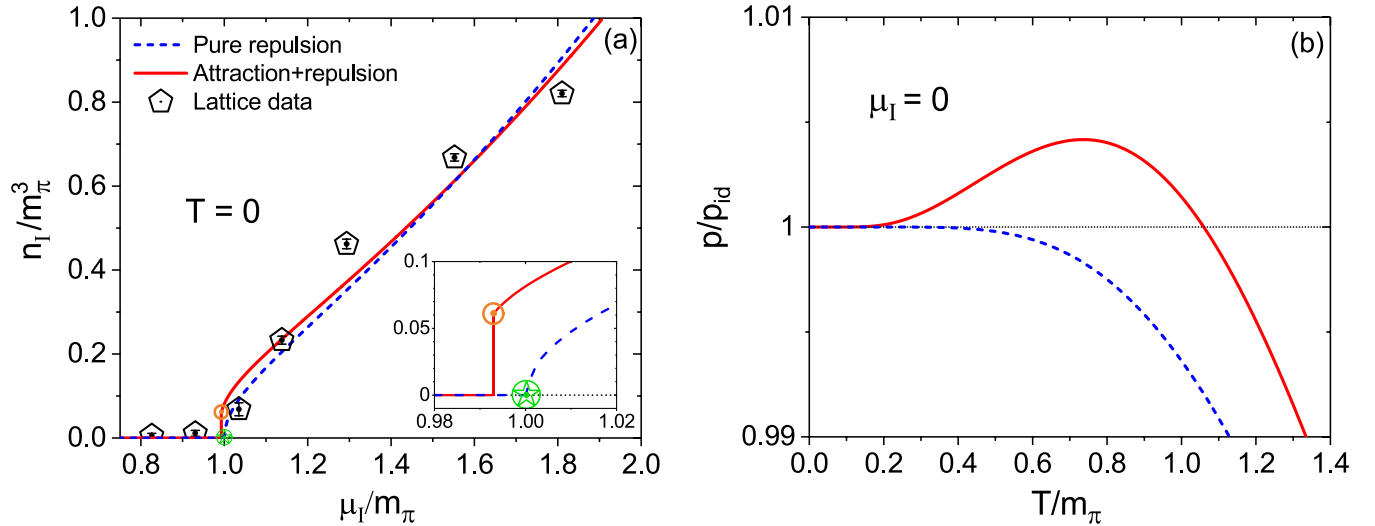 (a)
Pure repulsion
Attraction+repulsion
Lattice data
T = 0
n_I/m_π^3
1.0
0.8
0.6
0.4
0.2
0.0
0.8 1.0 1.2 1.4 1.6 1.8 2.0
μ_I/m_π
0.1
0.05
0
0.98 1.00 1.02
(b)
μ_I = 0
p/p_id
1.01
1
0.99
0.0 0.2 0.4 0.6 0.8 1.0 1.2 1.4
T/m_π